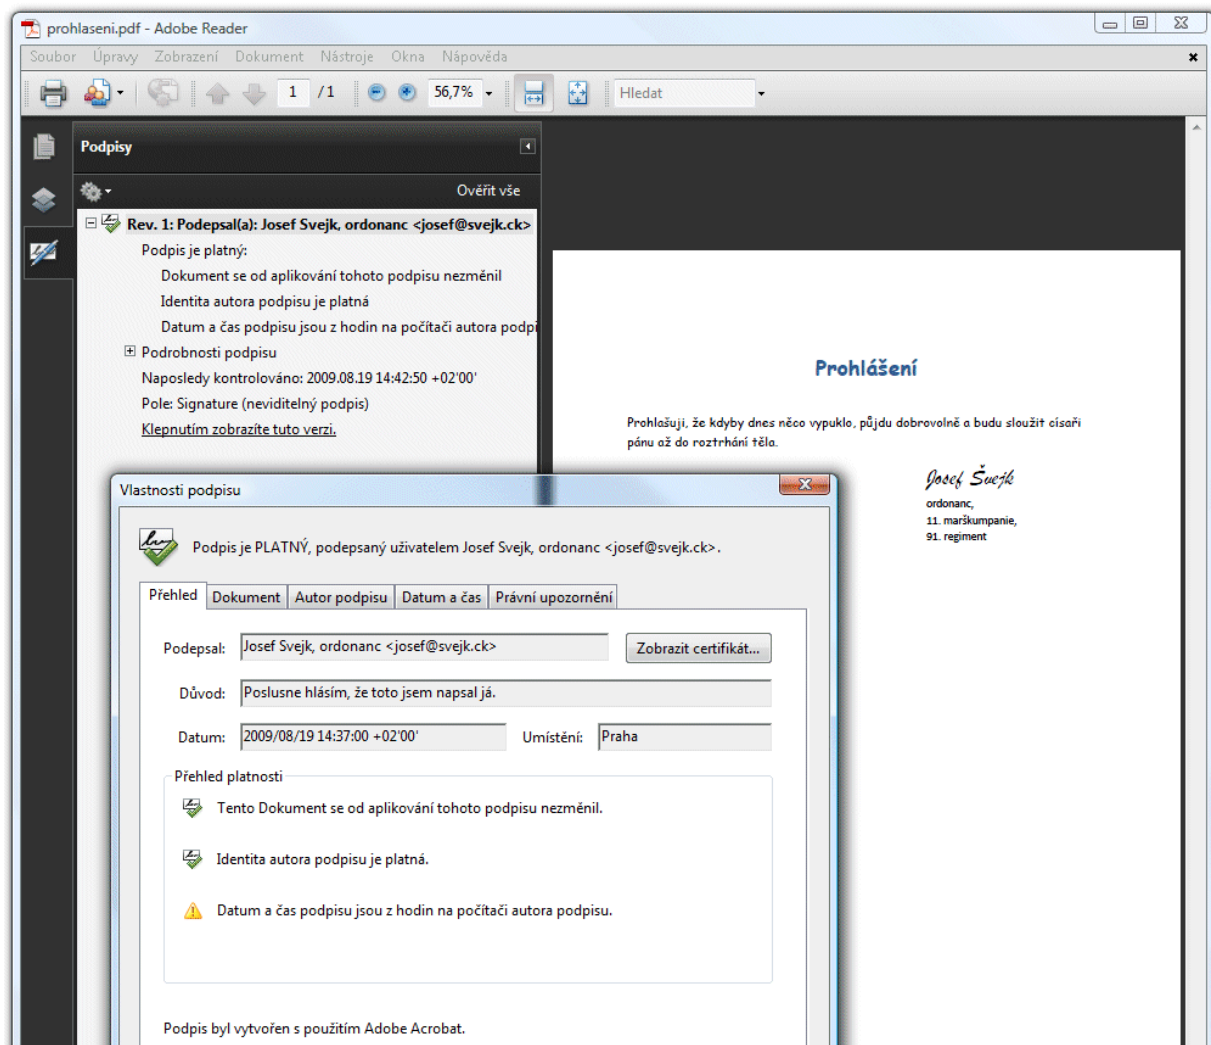 prohlaseni.pdf - Adobe Reader
Soubor Úpravy Zobrazení Dokument Nástroje Okna Nápověda
1 / 1 56,7% Hledat
Podpisy
Ověřit vše
Rev. 1: Podepsal(a): Josef Svejk, ordonanc <josef@svejk.ck>
Podpis je platný:
Dokument se od aplikování tohoto podpisu nezměnil
Identita autora podpisu je platná
Datum a čas podpisu jsou z hodin na počítači autora podpi
Podrobnosti podpisu
Naposledy kontrolováno: 2009.08.19 14:42:50 +02'00'
Pole: Signature (neviditelný podpis)
Klepnutím zobrazíte tuto verzi.
Prohlášení
Prohlašuji, že kdyby dnes něco vypuklo, půjdu dobrovolně a budu sloužit císaři
pánu až do roztrhání těla.
Josef Švejk
ordonanc,
11. marškumpanie,
91. regiment
Vlastnosti podpisu
Podpis je PLATNÝ, podepsaný uživatelem Josef Svejk, ordonanc <josef@svejk.ck>.
Přehled Dokument Autor podpisu Datum a čas Právní upozornění
Podepsal: Josef Svejk, ordonanc <josef@svejk.ck> Zobrazit certifikát...
Důvod: Poslusne hlásím, že toto jsem napsal já.
Datum: 2009/08/19 14:37:00 +02'00' Umístění: Praha
Přehled platnosti
Tento Dokument se od aplikování tohoto podpisu nezměnil.
Identita autora podpisu je platná.
Datum a čas podpisu jsou z hodin na počítači autora podpisu.
Podpis byl vytvořen s použitím Adobe Acrobat.